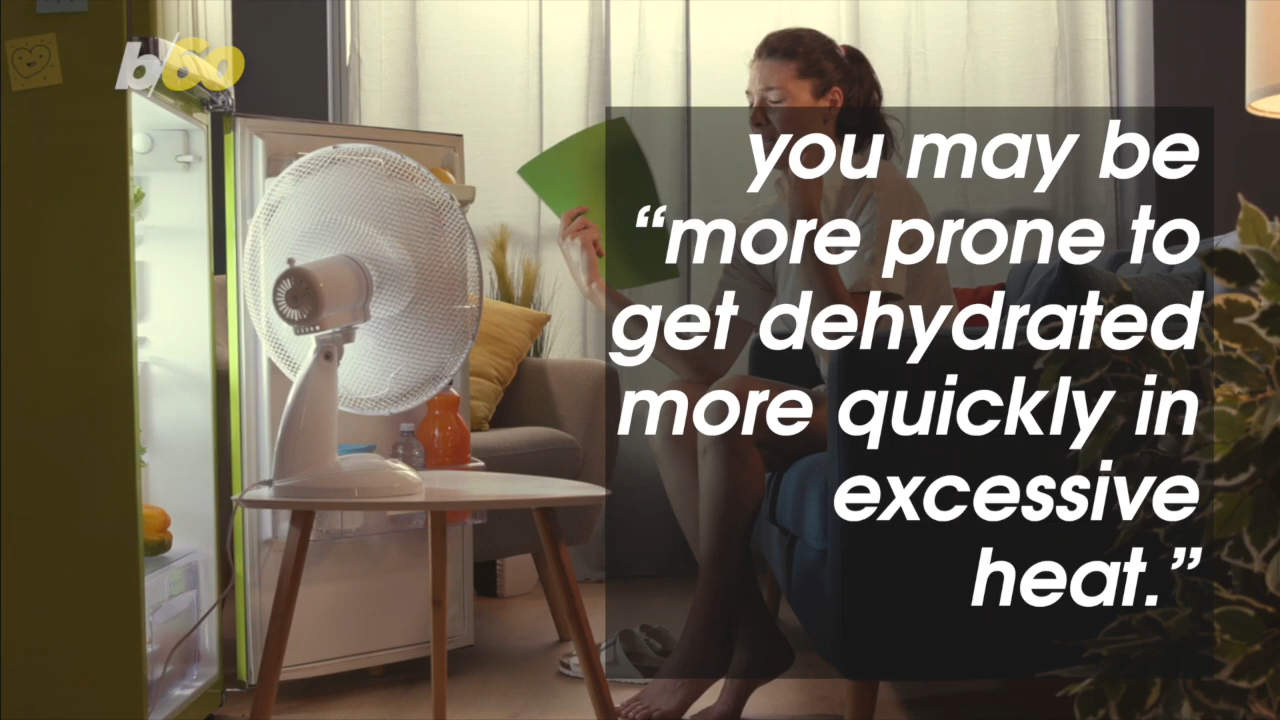 b/60
you may be
“more prone to
get dehydrated
more quickly in
excessive
heat.”